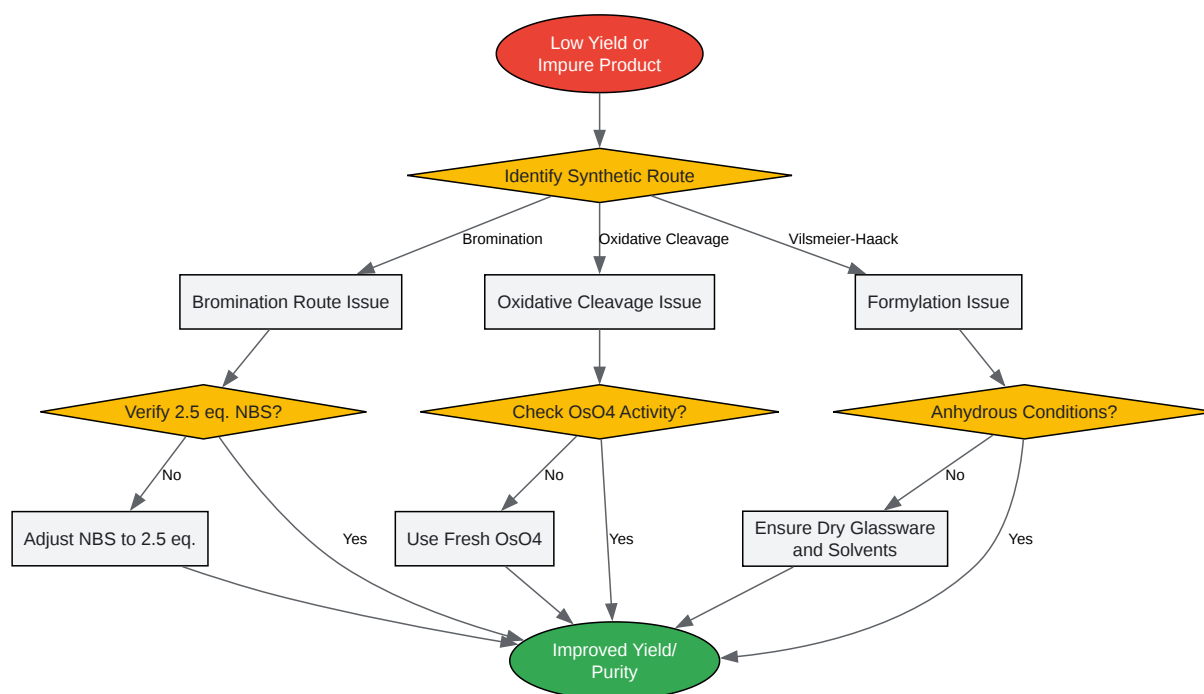 Low Yield or
Impure Product
Identify Synthetic Route
Bromination
Oxidative Cleavage
Vilsmeier-Haack
Bromination Route Issue
Oxidative Cleavage Issue
Formylation Issue
Verify 2.5 eq. NBS?
Check OsO4 Activity?
Anhydrous Conditions?
No
No
No
Adjust NBS to 2.5 eq.
Yes
Use Fresh OsO4
Yes
Ensure Dry Glassware
and Solvents
Yes
Improved Yield/
Purity